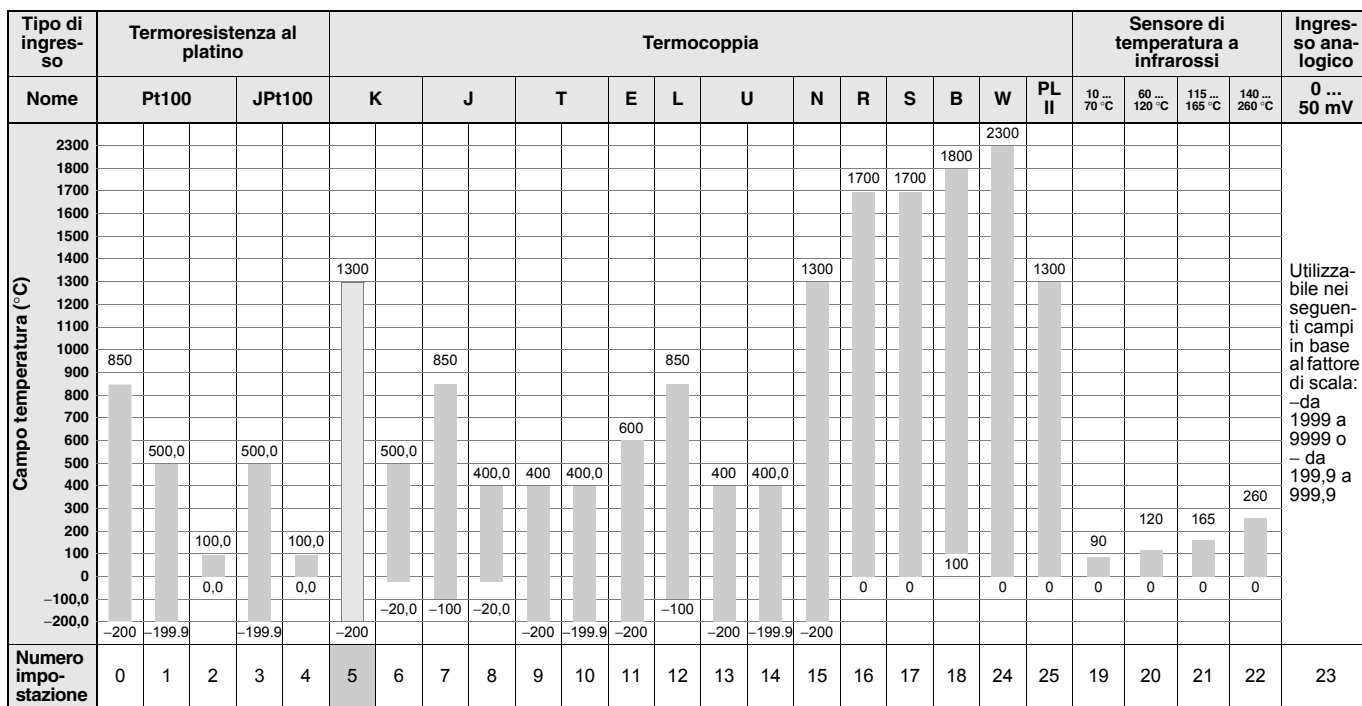 Tipo di ingres-so Termoresistenza al platino Termocoppia Sensore di temperatura a infrarossi Ingres-so ana-logico
Nome Pt100 JPt100 K J T E L U N R S B W PL II 10 ... 70 °C 60 ... 120 °C 115 ... 165 °C 140 ... 260 °C 0 ... 50 mV
Campo temperatura (°C)
2300 2300
1800 1800
1700 1700 1700
1600
1500
1400
1300 1300 1300 1300
1200
1100
1000
900 850 850 850
800
700
600 600
500 500,0 500,0 500,0
400 400,0 400 400,0 400 400,0
300 260
200 100,0 100,0 90 120 165
100 100
0 0,0 0,0 0 0 0 0 0 0 0 0
–100,0 –20,0 –100 –20,0 –100
–200,0 –200 –199.9 –199.9 –200 –200 –199.9 –200 –200 –199.9 –200
Utilizza-
bile nei
seguen-
ti campi
in base
al fattore
di scala:
–da
1999 a
9999 o
– da
199,9 a
999,9
Numero impo-stazione 0 1 2 3 4 5 6 7 8 9 10 11 12 13 14 15 16 17 18 24 25 19 20 21 22 23